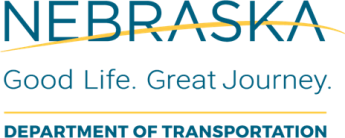 NEBRASKA
Good Life. Great Journey.
DEPARTMENT OF TRANSPORTATION